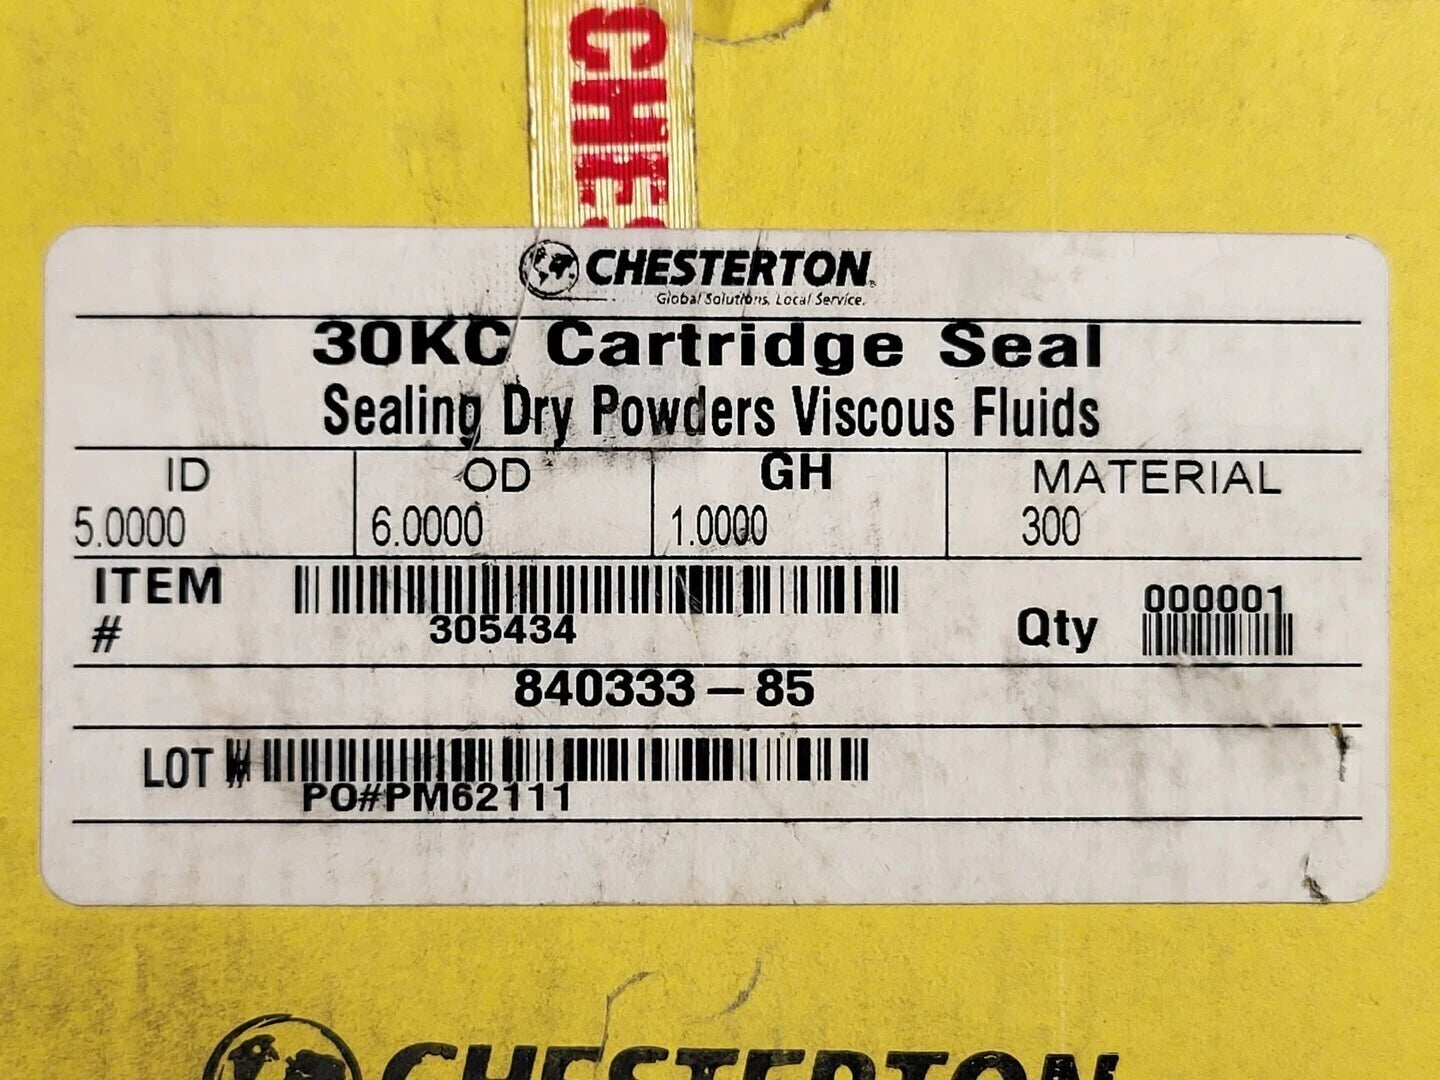 CHES
CHESTERTON®
Global Solutions, Local Service.
30KC Cartridge Seal
Sealing Dry Powders Viscous Fluids
ID OD GH MATERIAL
5.0000 6.0000 1.0000 300
ITEM
#
305434
Qty
000001
840333-85
LOT #
PO#PM62111
CHESTERTON